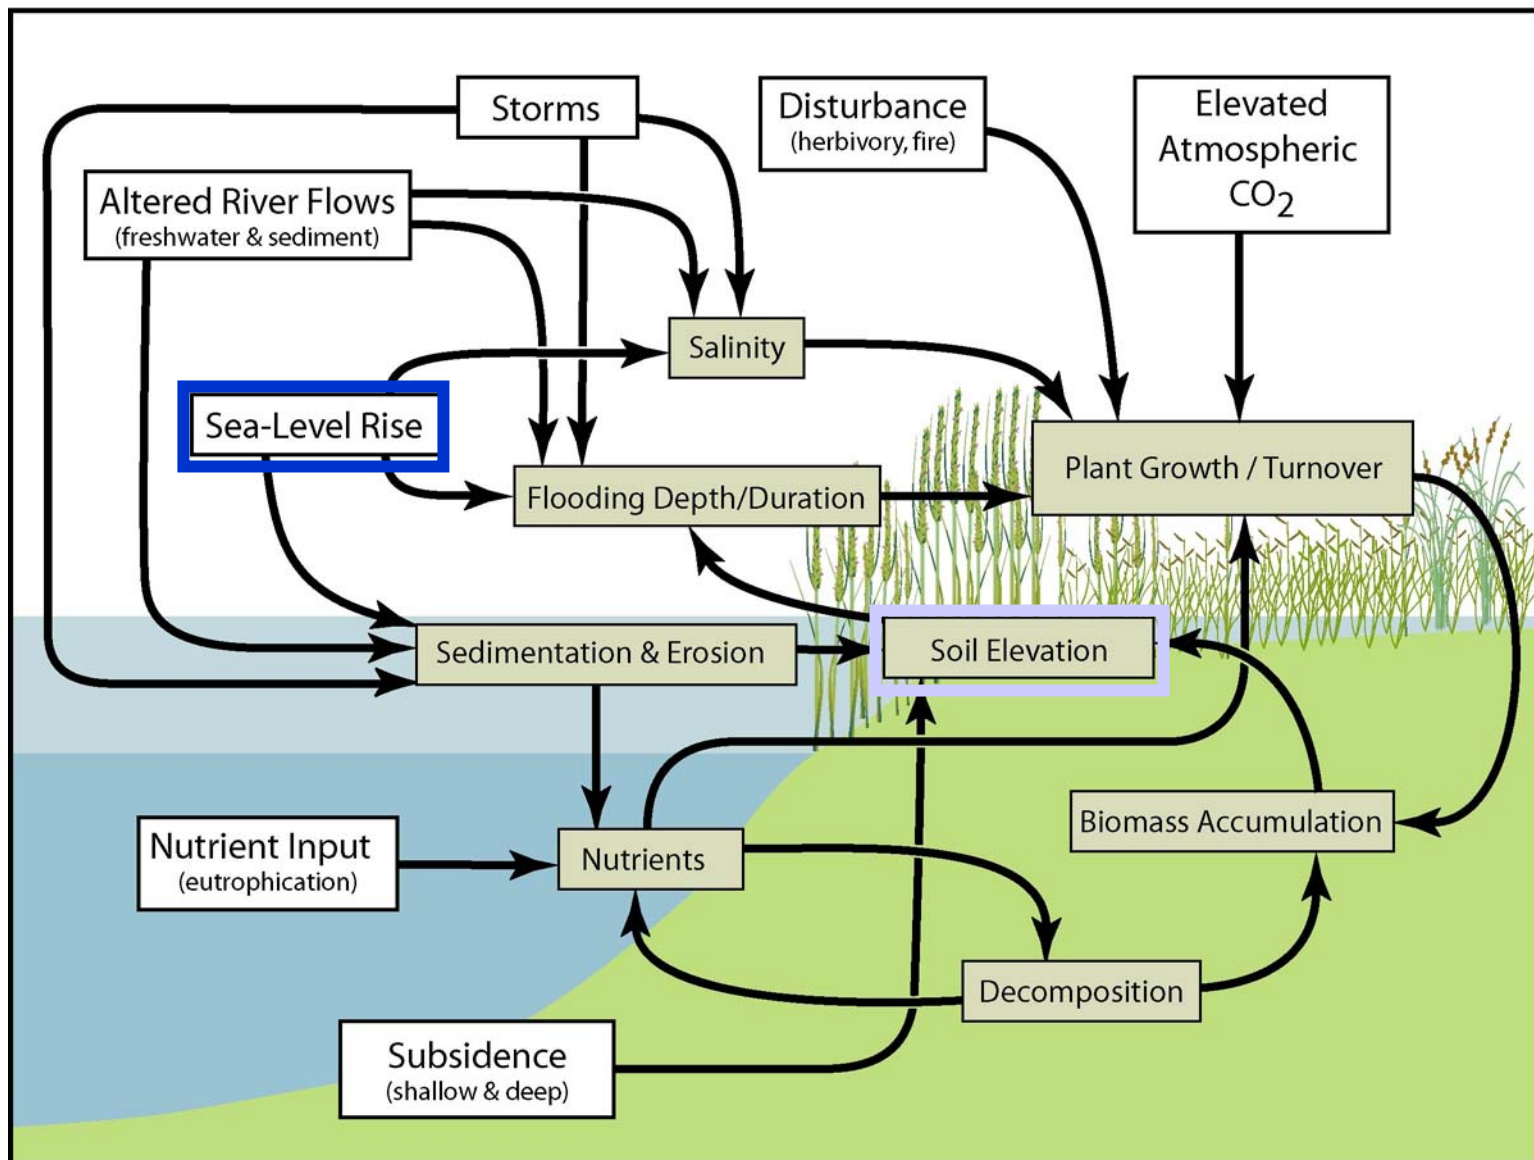 Storms
Disturbance
(herbivory, fire)
Elevated
Atmospheric
CO2
Altered River Flows
(freshwater & sediment)
Salinity
Sea-Level Rise
Flooding Depth/Duration
Plant Growth / Turnover
Sedimentation & Erosion
Soil Elevation
Nutrient Input
(eutrophication)
Nutrients
Biomass Accumulation
Decomposition
Subsidence
(shallow & deep)